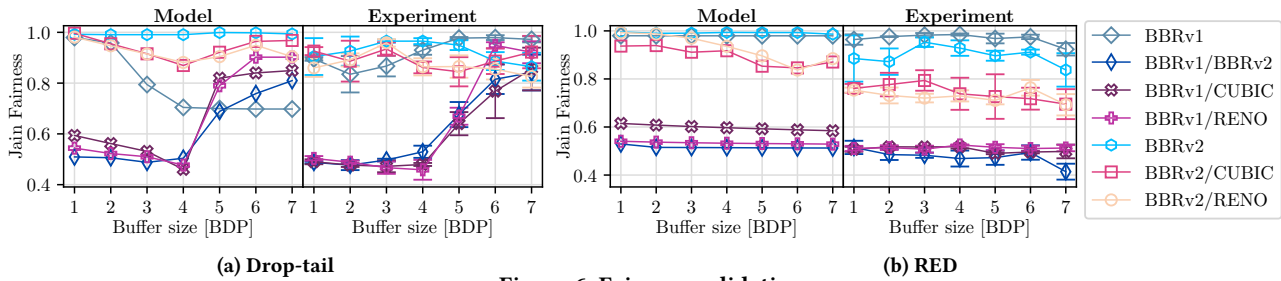 Model
Experiment
Jain Fairness
1.0
0.8
0.6
0.4
1 2 3 4 5 6 7
1 2 3 4 5 6 7
Buffer size [BDP]
Buffer size [BDP]
(a) Drop-tail
Model
Experiment
Jain Fairness
1.0
0.8
0.6
0.4
1 2 3 4 5 6 7
1 2 3 4 5 6 7
Buffer size [BDP]
Buffer size [BDP]
(b) RED
BBRv1
BBRv1/BBRv2
BBRv1/CUBIC
BBRv1/RENO
BBRv2
BBRv2/CUBIC
BBRv2/RENO